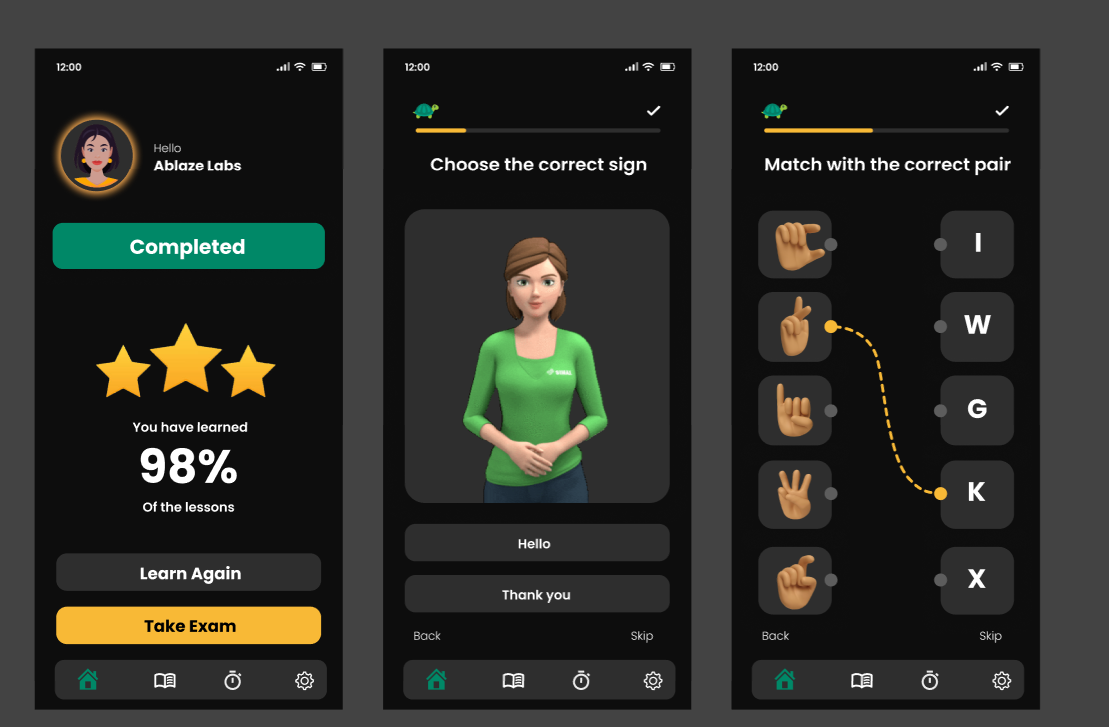 12:00
Hello
Ablaze Labs
Completed
You have learned
98%
Of the lessons
Learn Again
Take Exam
12:00
Choose the correct sign
Hello
Thank you
Back
Skip
12:00
Match with the correct pair
I
W
G
K
X
Back
Skip